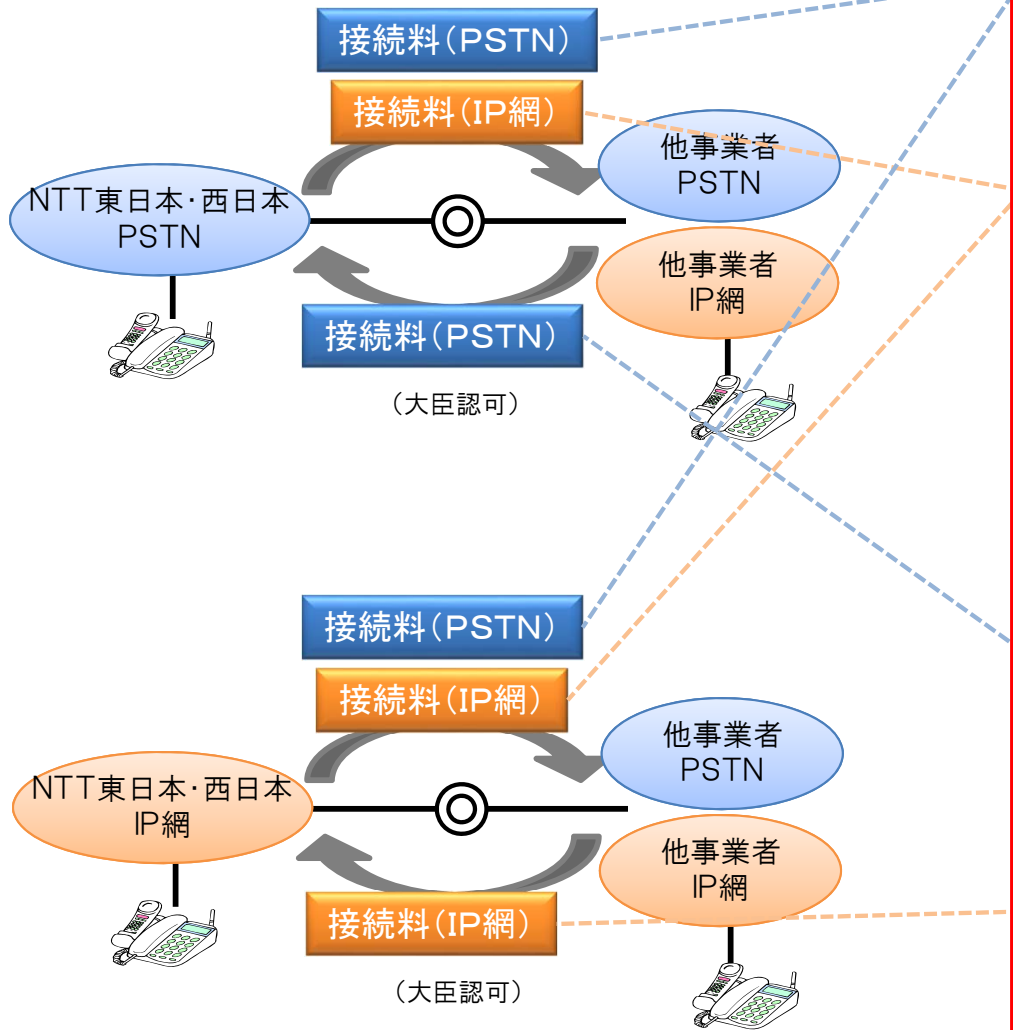 接続料(PSTN)
接続料(IP網)
他事業者
PSTN
NTT東日本・西日本
PSTN
他事業者
IP網
接続料(PSTN)
(大臣認可)
接続料(PSTN)
接続料(IP網)
他事業者
PSTN
NTT東日本・西日本
IP網
他事業者
IP網
接続料(IP網)
(大臣認可)